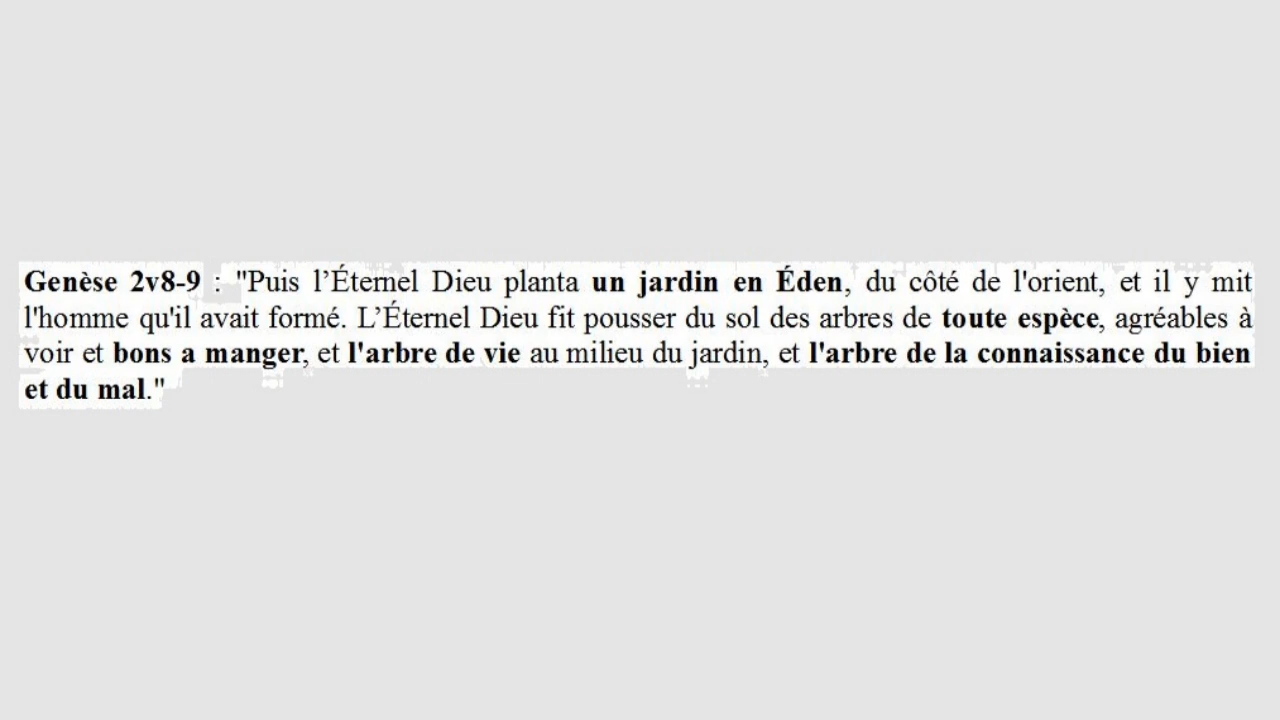 Genèse 2v8-9 : "Puis l’Éternel Dieu planta un jardin en Éden, du côté de l'orient, et il y mit
l'homme qu'il avait formé. L’Éternel Dieu fit pousser du sol des arbres de toute espèce, agréables à
voir et bons a manger, et l'arbre de vie au milieu du jardin, et l'arbre de la connaissance du bien
et du mal."